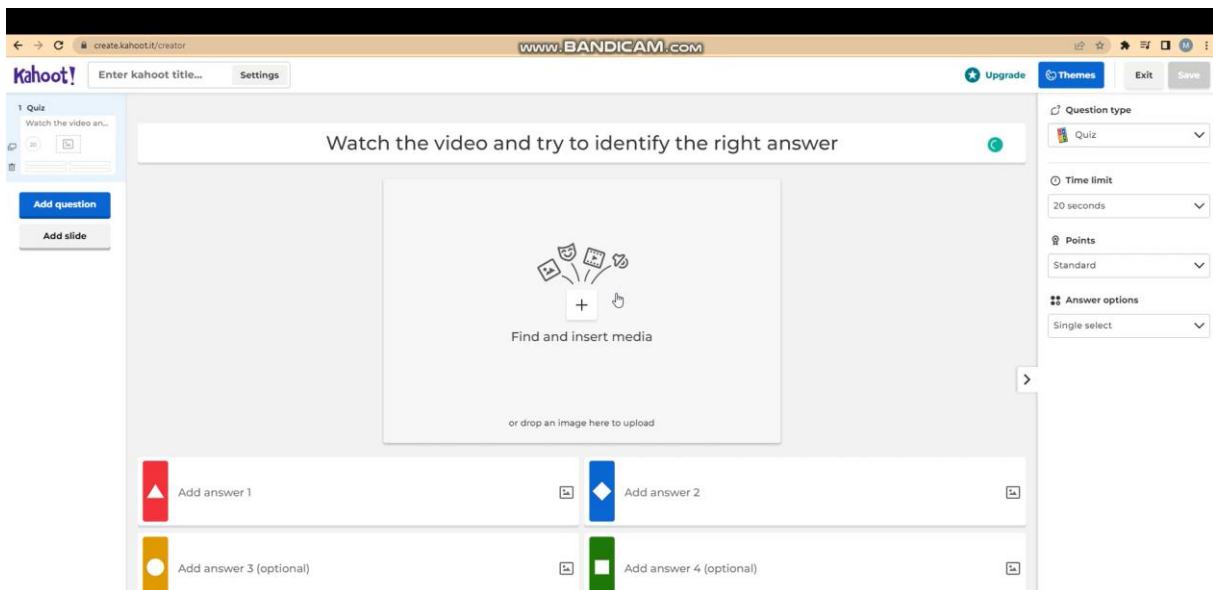 www.BANDICAM.com
create.kahoot.it/creator
M
Kahoot!
Enter kahoot title...
Settings
Upgrade
Themes
Exit
Save
1 Quiz
Watch the video an...
20
Add question
Add slide
Watch the video and try to identify the right answer
Find and insert media
or drop an image here to upload
Add answer 1
Add answer 2
Add answer 3 (optional)
Add answer 4 (optional)
Question type
Quiz
Time limit
20 seconds
Points
Standard
Answer options
Single select